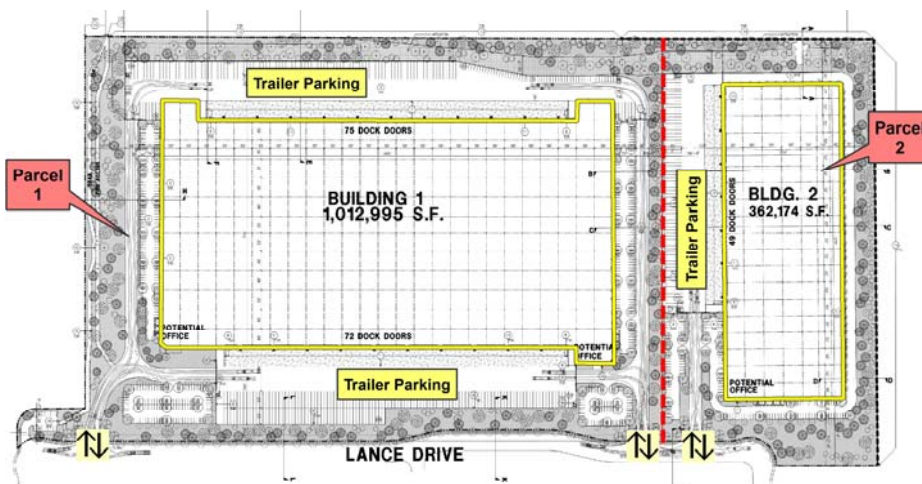 Trailer Parking
75 DOCK DOORS
Parcel
1
BUILDING 1
1,012,995 S.F.
Parcel
2
BLDG. 2
362,174 S.F.
49 DOCK DOORS
Trailer Parking
POTENTIAL
OFFICE
72 DOCK DOORS
POTENTIAL
OFFICE
Trailer Parking
POTENTIAL
OFFICE
LANCE DRIVE